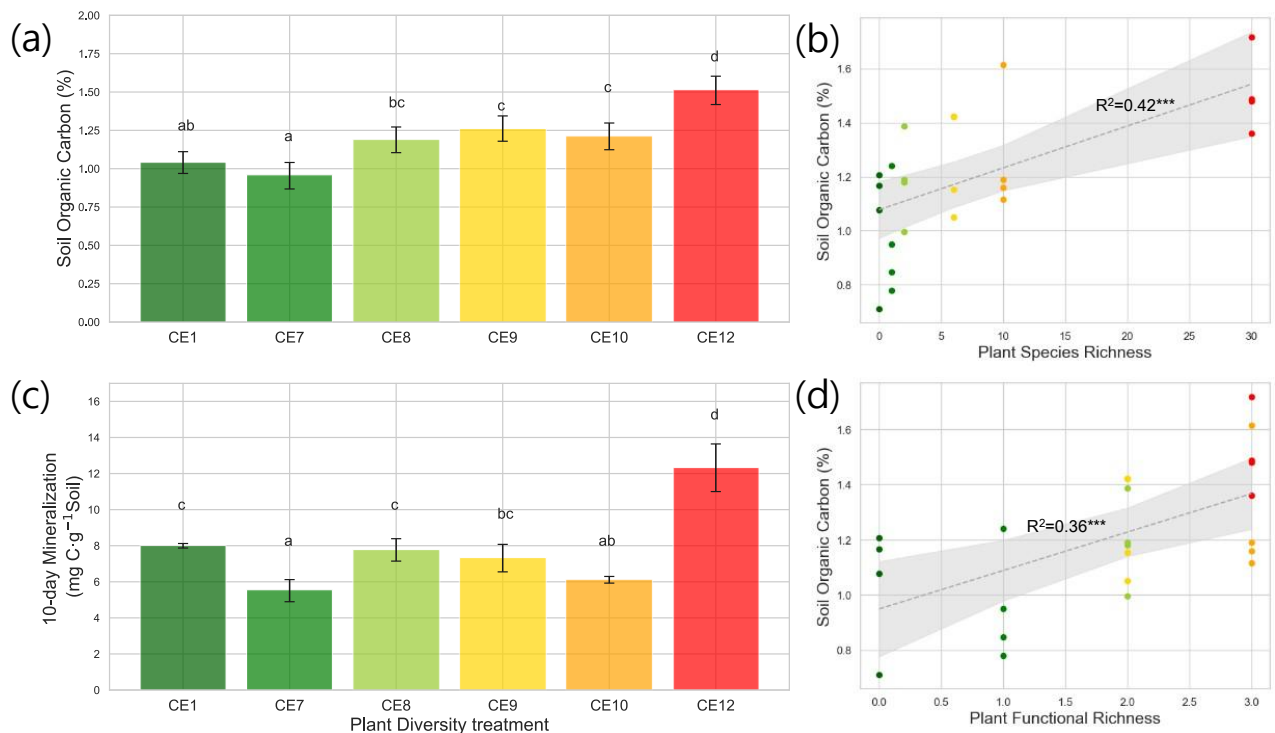 (a)
Soil Organic Carbon (%)
2.00
1.75
1.50
1.25
1.00
0.75
0.50
0.25
0.00
ab
a
bc
c
c
d
CE1 CE7 CE8 CE9 CE10 CE12
(b)
Soil Organic Carbon (%)
1.6
1.4
1.2
1.0
0.8
R²=0.42***
0 5 10 15 20 25 30
Plant Species Richness
(c)
10-day Mineralization
(mg C·g⁻¹Soil)
16
14
12
10
8
6
4
2
0
c
a
c
bc
ab
d
CE1 CE7 CE8 CE9 CE10 CE12
Plant Diversity treatment
(d)
Soil Organic Carbon (%)
1.6
1.4
1.2
1.0
0.8
R²=0.36***
0.0 0.5 1.0 1.5 2.0 2.5 3.0
Plant Functional Richness